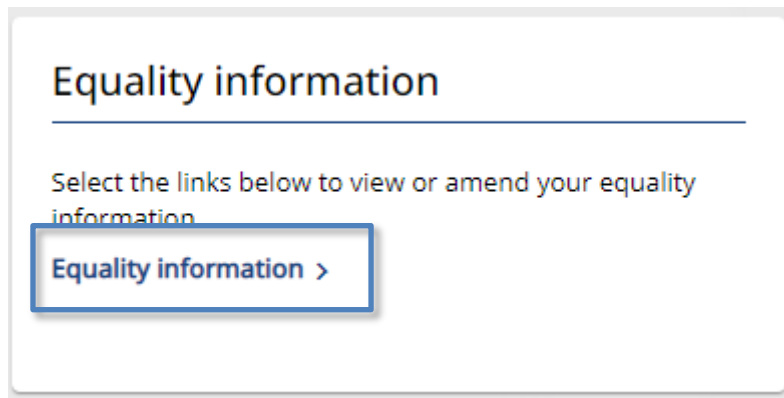 Equality information
Select the links below to view or amend your equality
information
Equality information >